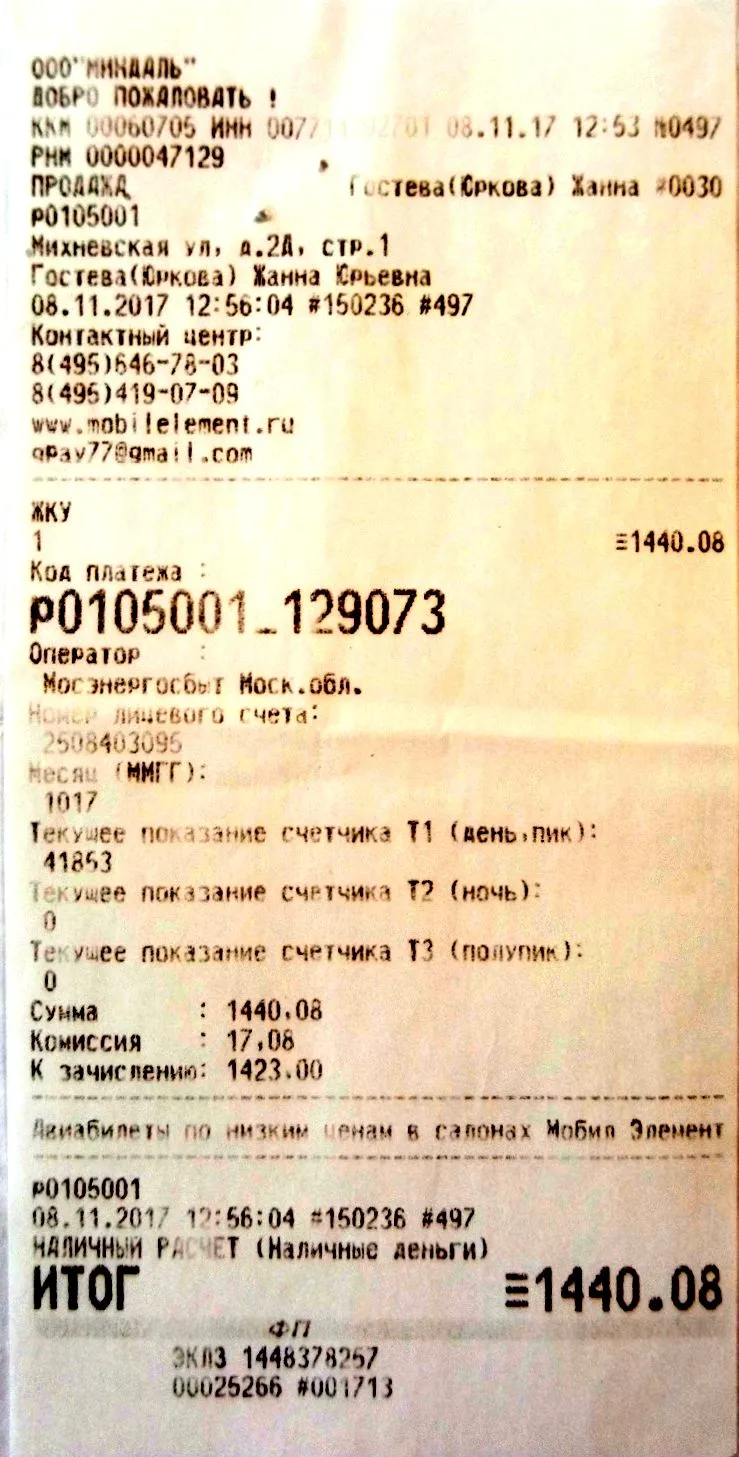 ООО"МИНДАЛЬ"
ДОБРО ПОЖАЛОВАТЬ !
ККМ 00060705 ИНН 08.11.17 12:53 #0497
РНМ 0000047129
ПРОДАЖА Гостева(Юркова) Жанна #0030
P0105001
Михневская ул, д.2А, стр.1
Гостева(Юркова) Жанна Юрьевна
08.11.2017 12:56:04 #150236 #497
Контактный центр:
8(495)646-78-03
8(496)419-07-09
www.mobilelement.ru
qpay77@gmail.com
ЖКУ
1 ≡1440.08
Код платежа :
P0105001_129073
Оператор :
Мосэнергосбыт Моск.обл.
Номер лицевого счета:
2508403095
Месяц (ММГГ):
1017
Текущее показание счетчика Т1 (день,пик):
41853
Текущее показание счетчика Т2 (ночь):
0
Текущее показание счетчика Т3 (полупик):
0
Сумма : 1440.08
Комиссия : 17.08
К зачислению: 1423.00
Авиабилеты по низким ценам в салонах Мобил Элемент
P0105001
08.11.2017 12:56:04 #150236 #497
НАЛИЧНЫЙ РАСЧЕТ (Наличные деньги)
ИТОГ ≡1440.08
ФП
ЭКЛЗ 1448378267
00025266 #001713